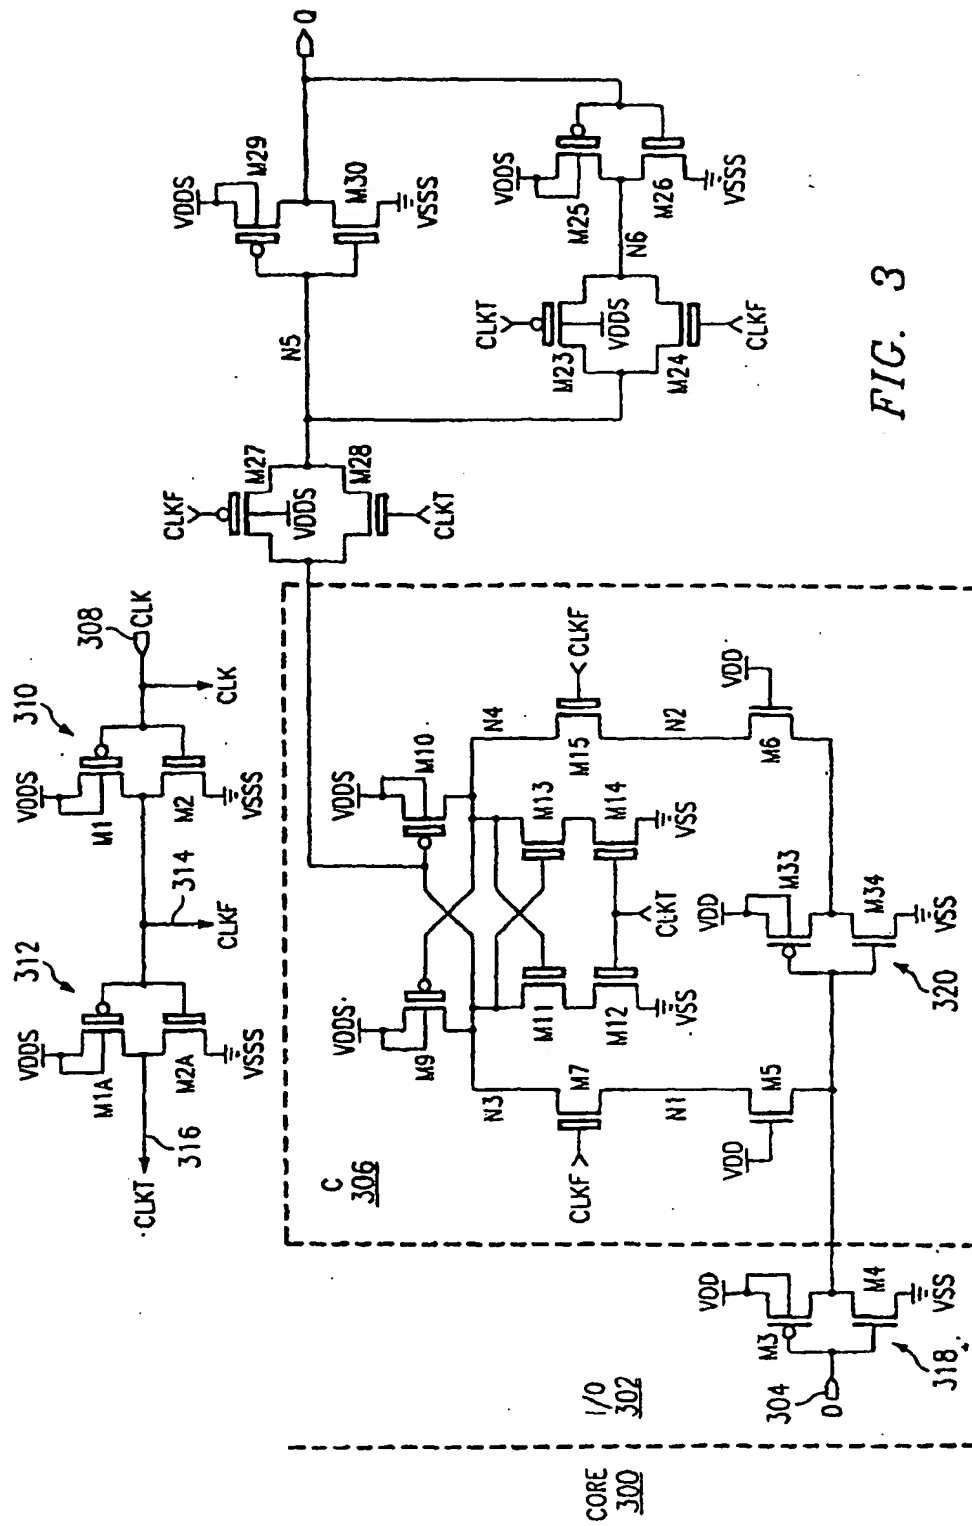 310
308
VDDS
M1
M2
VSSS
CLK
CLK
314
CLKF
312
VDDS
M1A
M2A
VSSS
316
CLKT
Q
VDDS
M29
M30
VSSS
N5
CLKF
M27
VDDS
M28
CLKT
VDDS
M25
M26
VSSS
N6
CLKT
M23
VDDS
M24
CLKF
C
306
VDDS
M10
VDDS
M9
N4
N3
M13
M14
VSS
M11
M12
VSS
CLKT
M15
CLKF
M7
CLKF
N2
N1
VDD
M6
VDD
M5
VDD
M33
M34
VSS
320
VDD
M3
M4
VSS
318
304
D
I/O
302
CORE
300
FIG. 3